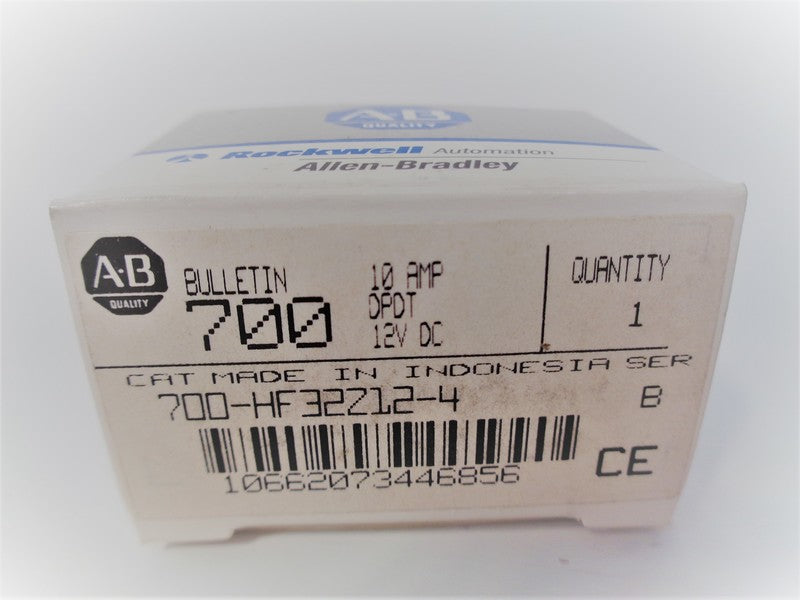 A·B
QUALITY
Rockwell Automation
Allen-Bradley
A·B
QUALITY
BULLETIN
700
10 AMP
DPDT
12V DC
QUANTITY
1
CAT MADE IN INDONESIA SER
700-HF32Z12-4 B
10662073446856
CE